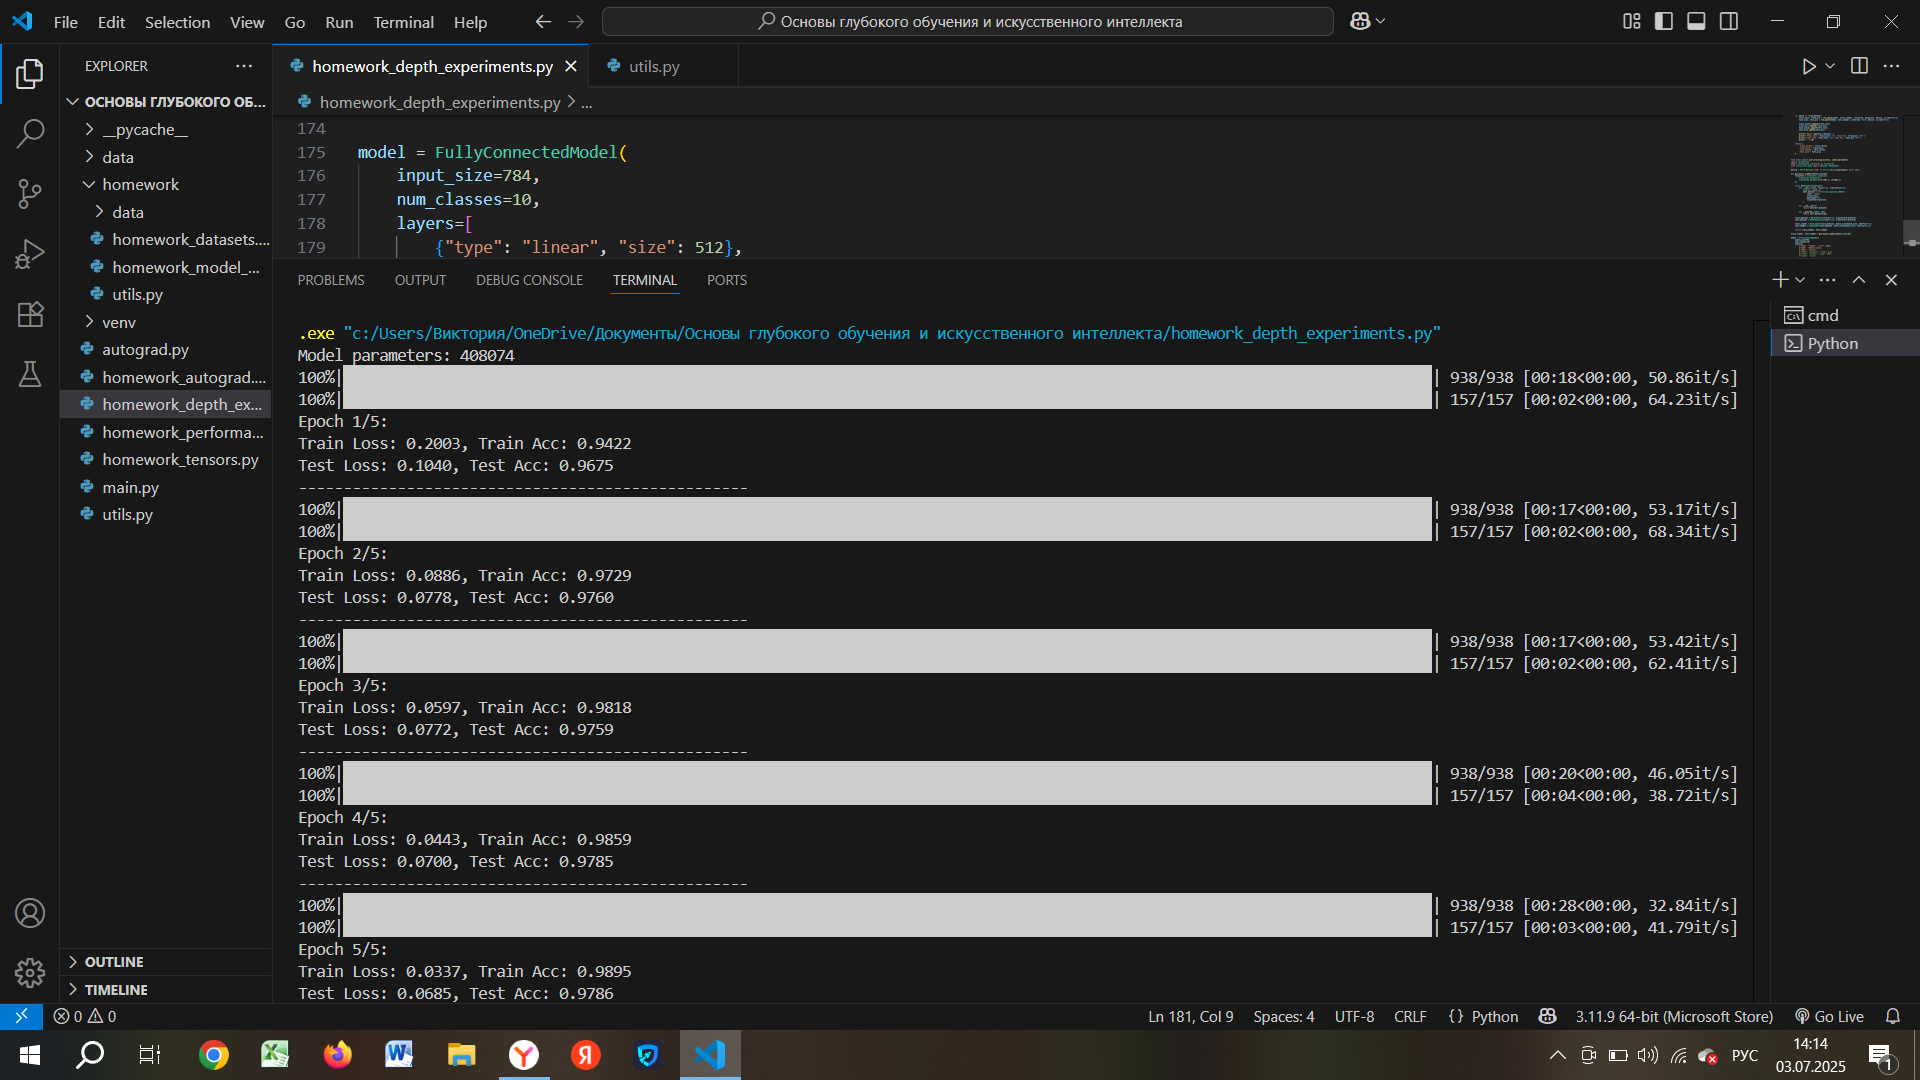 File Edit Selection View Go Run Terminal Help
Основы глубокого обучения и искусственного интеллекта
EXPLORER
ОСНОВЫ ГЛУБОКОГО ОБ...
__pycache__
data
homework
data
homework_datasets....
homework_model_...
utils.py
venv
autograd.py
homework_autograd....
homework_depth_ex...
homework_performa...
homework_tensors.py
main.py
utils.py
OUTLINE
TIMELINE
homework_depth_experiments.py
utils.py
homework_depth_experiments.py > ...
174
175 model = FullyConnectedModel(
176 input_size=784,
177 num_classes=10,
178 layers=[
179 {"type": "linear", "size": 512},
PROBLEMS OUTPUT DEBUG CONSOLE TERMINAL PORTS
cmd
Python
.exe "c:/Users/Виктория/OneDrive/Документы/Основы глубокого обучения и искусственного интеллекта/homework_depth_experiments.py"
Model parameters: 408074
100%| | 938/938 [00:18<00:00, 50.86it/s]
100%| | 157/157 [00:02<00:00, 64.23it/s]
Epoch 1/5:
Train Loss: 0.2003, Train Acc: 0.9422
Test Loss: 0.1040, Test Acc: 0.9675
--------------------------------------------------
100%| | 938/938 [00:17<00:00, 53.17it/s]
100%| | 157/157 [00:02<00:00, 68.34it/s]
Epoch 2/5:
Train Loss: 0.0886, Train Acc: 0.9729
Test Loss: 0.0778, Test Acc: 0.9760
--------------------------------------------------
100%| | 938/938 [00:17<00:00, 53.42it/s]
100%| | 157/157 [00:02<00:00, 62.41it/s]
Epoch 3/5:
Train Loss: 0.0597, Train Acc: 0.9818
Test Loss: 0.0772, Test Acc: 0.9759
--------------------------------------------------
100%| | 938/938 [00:20<00:00, 46.05it/s]
100%| | 157/157 [00:04<00:00, 38.72it/s]
Epoch 4/5:
Train Loss: 0.0443, Train Acc: 0.9859
Test Loss: 0.0700, Test Acc: 0.9785
--------------------------------------------------
100%| | 938/938 [00:28<00:00, 32.84it/s]
100%| | 157/157 [00:03<00:00, 41.79it/s]
Epoch 5/5:
Train Loss: 0.0337, Train Acc: 0.9895
Test Loss: 0.0685, Test Acc: 0.9786
0 0
Ln 181, Col 9 Spaces: 4 UTF-8 CRLF {} Python 3.11.9 64-bit (Microsoft Store) Go Live
РУС
14:14
03.07.2025
1